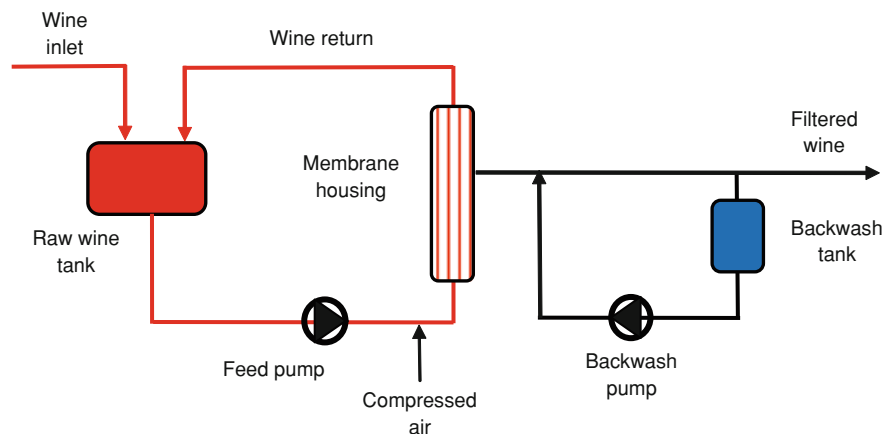 Wine
inlet
Wine return
Membrane
housing
Filtered
wine
Raw wine
tank
Backwash
tank
Feed pump
Backwash
pump
Compressed
air